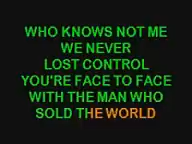 WHO KNOWS NOT ME
WE NEVER
LOST CONTROL
YOU'RE FACE TO FACE
WITH THE MAN WHO
SOLD THE WORLD